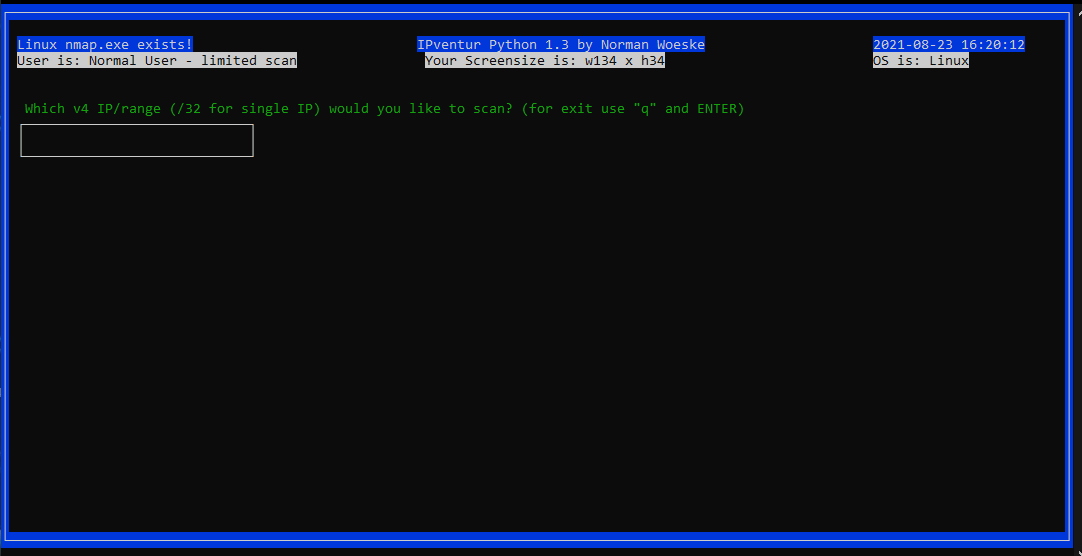 Linux nmap.exe exists! IPventur Python 1.3 by Norman Woeske 2021-08-23 16:20:12
User is: Normal User - limited scan Your Screensize is: w134 x h34 OS is: Linux
Which v4 IP/range (/32 for single IP) would you like to scan? (for exit use "q" and ENTER)